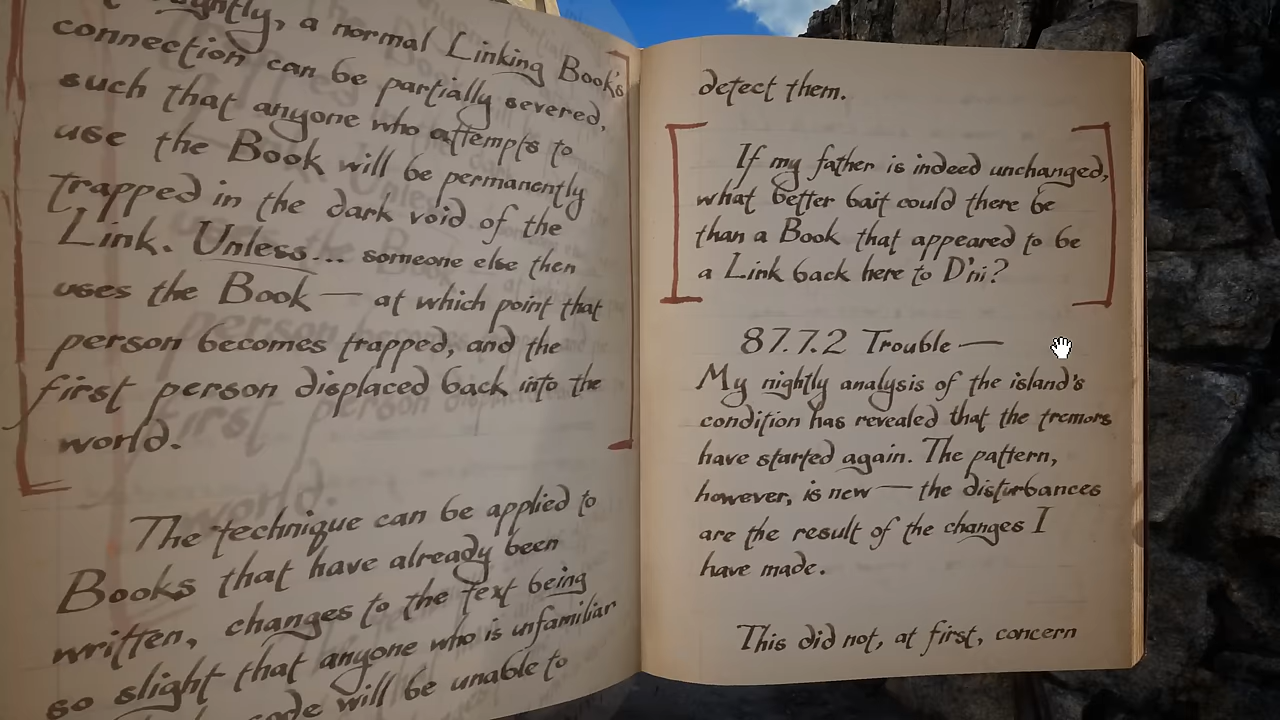 a normal Linking Book's
connection can be partially severed,
such that anyone who attempts to
use the Book will be permanently
trapped in the dark void of the
Link. Unless... someone else then
uses the Book — at which point that
person becomes trapped, and the
first person displaced back into the
world.
The technique can be applied to
Books that have already been
written, changes to the text being
so slight that anyone who is unfamiliar
will be unable to
detect them.
If my father is indeed unchanged,
what better bait could there be
than a Book that appeared to be
a Link back here to D'ni?
87.7.2 Trouble —
My nightly analysis of the island's
condition has revealed that the tremors
have started again. The pattern,
however, is new — the disturbances
are the result of the changes I
have made.
This did not, at first, concern